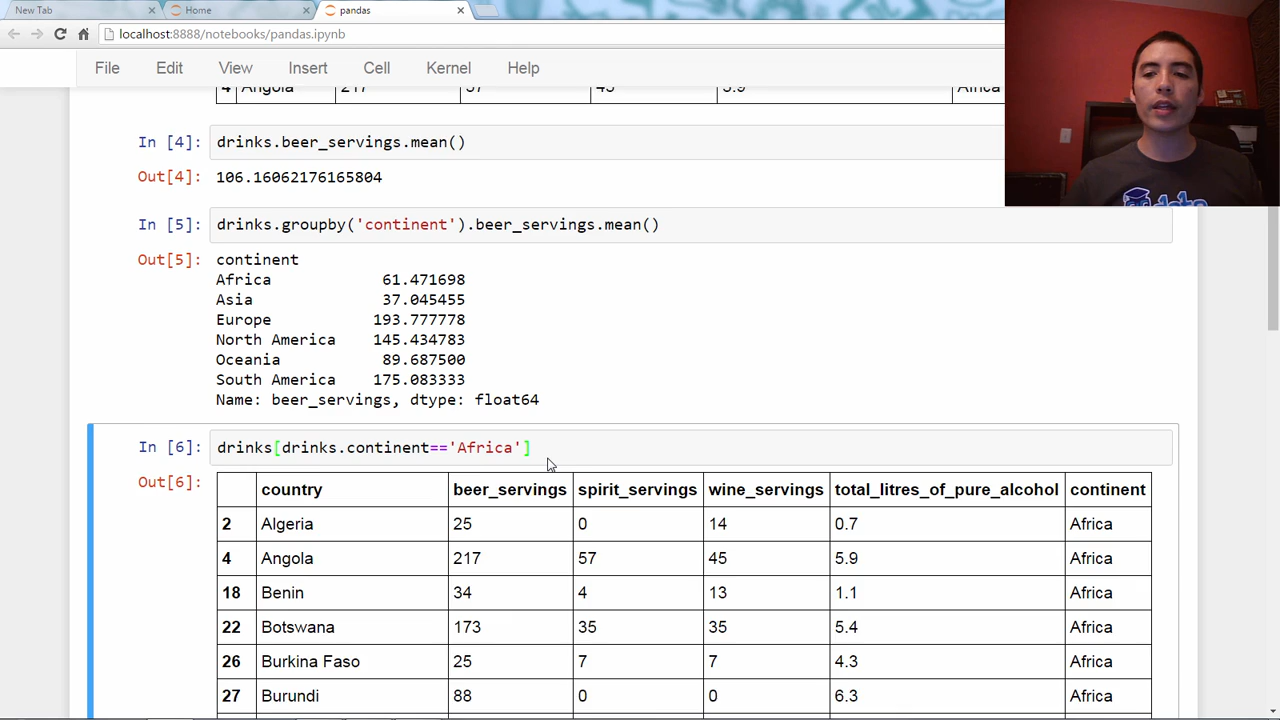 New Tab Home pandas
localhost:8888/notebooks/pandas.ipynb
File Edit View Insert Cell Kernel Help
4 Angola 217 57 45 5.9 Africa
In [4]: drinks.beer_servings.mean()
Out[4]: 106.16062176165804
In [5]: drinks.groupby('continent').beer_servings.mean()
Out[5]: continent
Africa 61.471698
Asia 37.045455
Europe 193.777778
North America 145.434783
Oceania 89.687500
South America 175.083333
Name: beer_servings, dtype: float64
In [6]: drinks[drinks.continent=='Africa']
Out[6]: country beer_servings spirit_servings wine_servings total_litres_of_pure_alcohol continent
2 Algeria 25 0 14 0.7 Africa
4 Angola 217 57 45 5.9 Africa
18 Benin 34 4 13 1.1 Africa
22 Botswana 173 35 35 5.4 Africa
26 Burkina Faso 25 7 7 4.3 Africa
27 Burundi 88 0 0 6.3 Africa